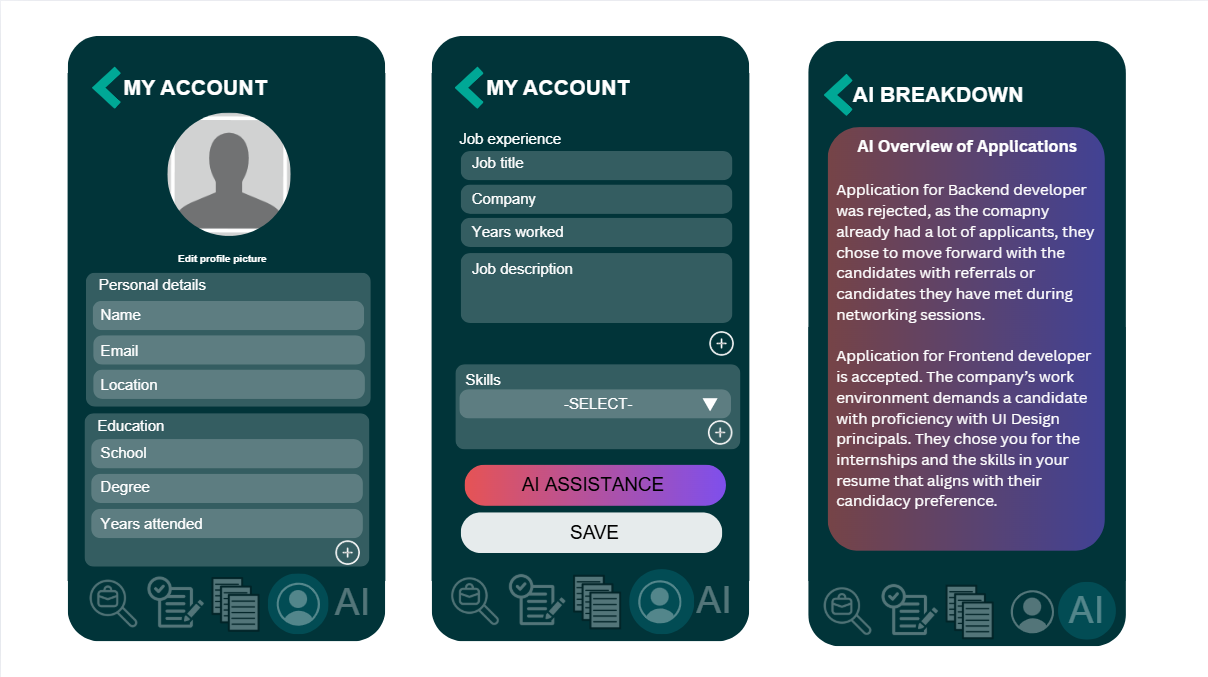 MY ACCOUNT
Edit profile picture
Personal details
Name
Email
Location
Education
School
Degree
Years attended
AI
MY ACCOUNT
Job experience
Job title
Company
Years worked
Job description
Skills
-SELECT-
AI ASSISTANCE
SAVE
AI
AI BREAKDOWN
AI Overview of Applications
Application for Backend developer
was rejected, as the comapny
already had a lot of applicants, they
chose to move forward with the
candidates with referrals or
candidates they have met during
networking sessions.
Application for Frontend developer
is accepted. The company's work
environment demands a candidate
with proficiency with UI Design
principals. They chose you for the
internships and the skills in your
resume that aligns with their
candidacy preference.
AI